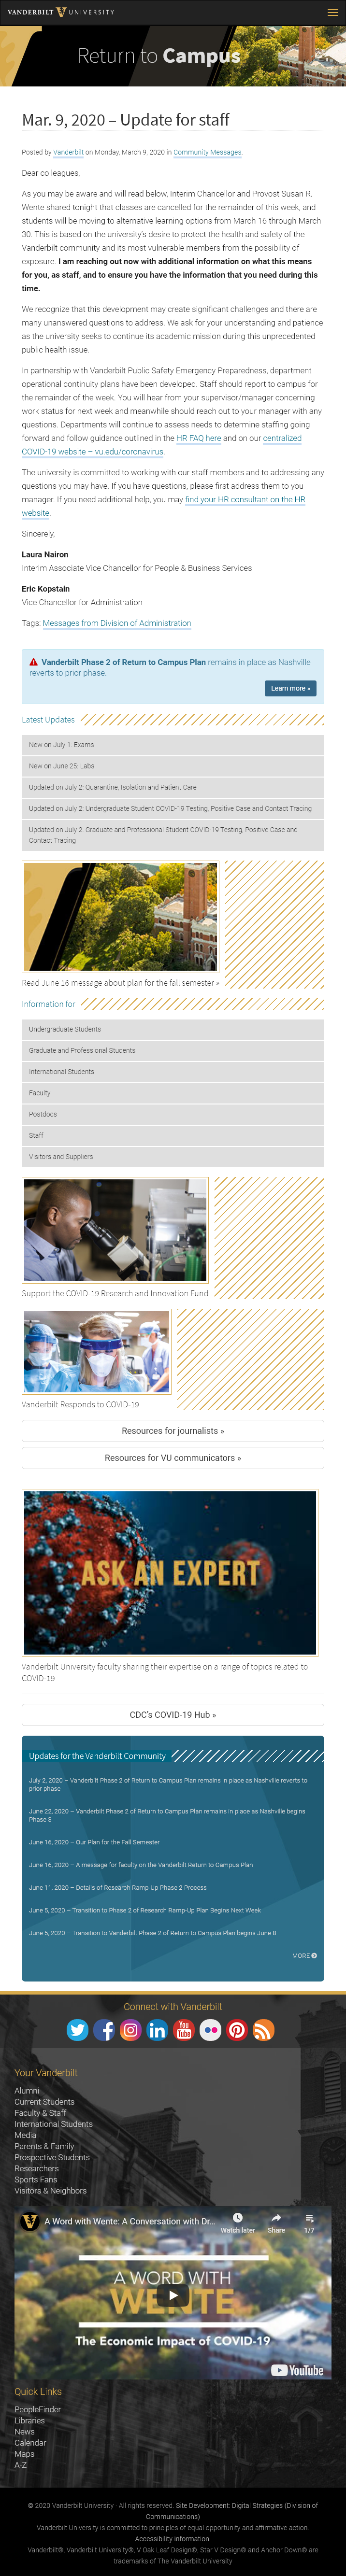 VANDERBILT V UNIVERSITY
Return to Campus
Mar. 9, 2020 – Update for staff
Posted by Vanderbilt on Monday, March 9, 2020 in Community Messages.
Dear colleagues,
As you may be aware and will read below, Interim Chancellor and Provost Susan R.
Wente shared tonight that classes are cancelled for the remainder of this week, and
students will be moving to alternative learning options from March 16 through March
30. This is based on the university's desire to protect the health and safety of the
Vanderbilt community and its most vulnerable members from the possibility of
exposure. I am reaching out now with additional information on what this means
for you, as staff, and to ensure you have the information that you need during this
time.
We recognize that this development may create significant challenges and there are
many unanswered questions to address. We ask for your understanding and patience
as the university seeks to continue its academic mission during this unprecedented
public health issue.
In partnership with Vanderbilt Public Safety Emergency Preparedness, department
operational continuity plans have been developed. Staff should report to campus for
the remainder of the week. You will hear from your supervisor/manager concerning
work status for next week and meanwhile should reach out to your manager with any
questions. Departments will continue to assess needs to determine staffing going
forward and should follow guidance outlined in the HR FAQ here and on our centralized
COVID-19 website – vu.edu/coronavirus.
The university is committed to working with our staff members and to addressing any
questions you may have. If you have questions, please first address them to you
manager. If you need additional help, you may find your HR consultant on the HR
website.
Sincerely,
Laura Nairon
Interim Associate Vice Chancellor for People & Business Services
Eric Kopstain
Vice Chancellor for Administration
Tags: Messages from Division of Administration
Vanderbilt Phase 2 of Return to Campus Plan remains in place as Nashville
reverts to prior phase.
Learn more »
Latest Updates
New on July 1: Exams
New on June 25: Labs
Updated on July 2: Quarantine, Isolation and Patient Care
Updated on July 2: Undergraduate Student COVID-19 Testing, Positive Case and Contact Tracing
Updated on July 2: Graduate and Professional Student COVID-19 Testing, Positive Case and
Contact Tracing
Read June 16 message about plan for the fall semester »
Information for
Undergraduate Students
Graduate and Professional Students
International Students
Faculty
Postdocs
Staff
Visitors and Suppliers
Support the COVID-19 Research and Innovation Fund
Vanderbilt Responds to COVID-19
Resources for journalists »
Resources for VU communicators »
ASK AN EXPERT
Vanderbilt University faculty sharing their expertise on a range of topics related to
COVID-19
CDC's COVID-19 Hub »
Updates for the Vanderbilt Community
July 2, 2020 – Vanderbilt Phase 2 of Return to Campus Plan remains in place as Nashville reverts to
prior phase
June 22, 2020 – Vanderbilt Phase 2 of Return to Campus Plan remains in place as Nashville begins
Phase 3
June 16, 2020 – Our Plan for the Fall Semester
June 16, 2020 – A message for faculty on the Vanderbilt Return to Campus Plan
June 11, 2020 – Details of Research Ramp-Up Phase 2 Process
June 5, 2020 – Transition to Phase 2 of Research Ramp-Up Plan Begins Next Week
June 5, 2020 – Transition to Vanderbilt Phase 2 of Return to Campus Plan begins June 8
MORE
Connect with Vanderbilt
You Tube
Your Vanderbilt
Alumni
Current Students
Faculty & Staff
International Students
Media
Parents & Family
Prospective Students
Researchers
Sports Fans
Visitors & Neighbors
A Word with Wente: A Conversation with Dr...
Watch later
Share
1/7
A WORD WITH
WENTE
The Economic Impact of COVID-19
YouTube
Quick Links
PeopleFinder
Libraries
News
Calendar
Maps
A-Z
© 2020 Vanderbilt University · All rights reserved. Site Development: Digital Strategies (Division of
Communications)
Vanderbilt University is committed to principles of equal opportunity and affirmative action.
Accessibility information.
Vanderbilt®, Vanderbilt University®, V Oak Leaf Design®, Star V Design® and Anchor Down® are
trademarks of The Vanderbilt University